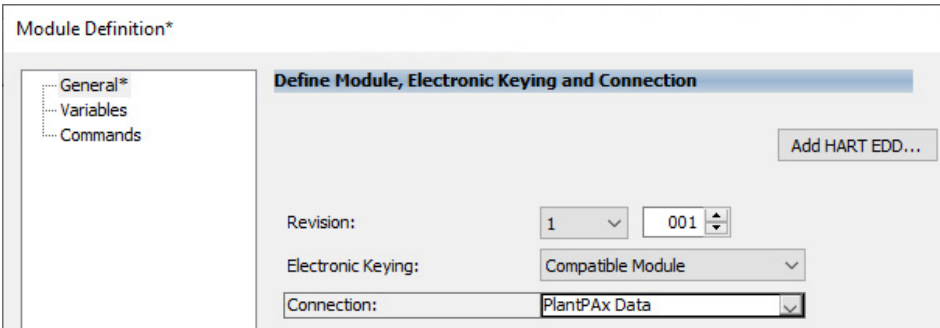 Module Definition*
General*
Variables
Commands
Define Module, Electronic Keying and Connection
Add HART EDD...
Revision: 1 001
Electronic Keying: Compatible Module
Connection: PlantPAx Data